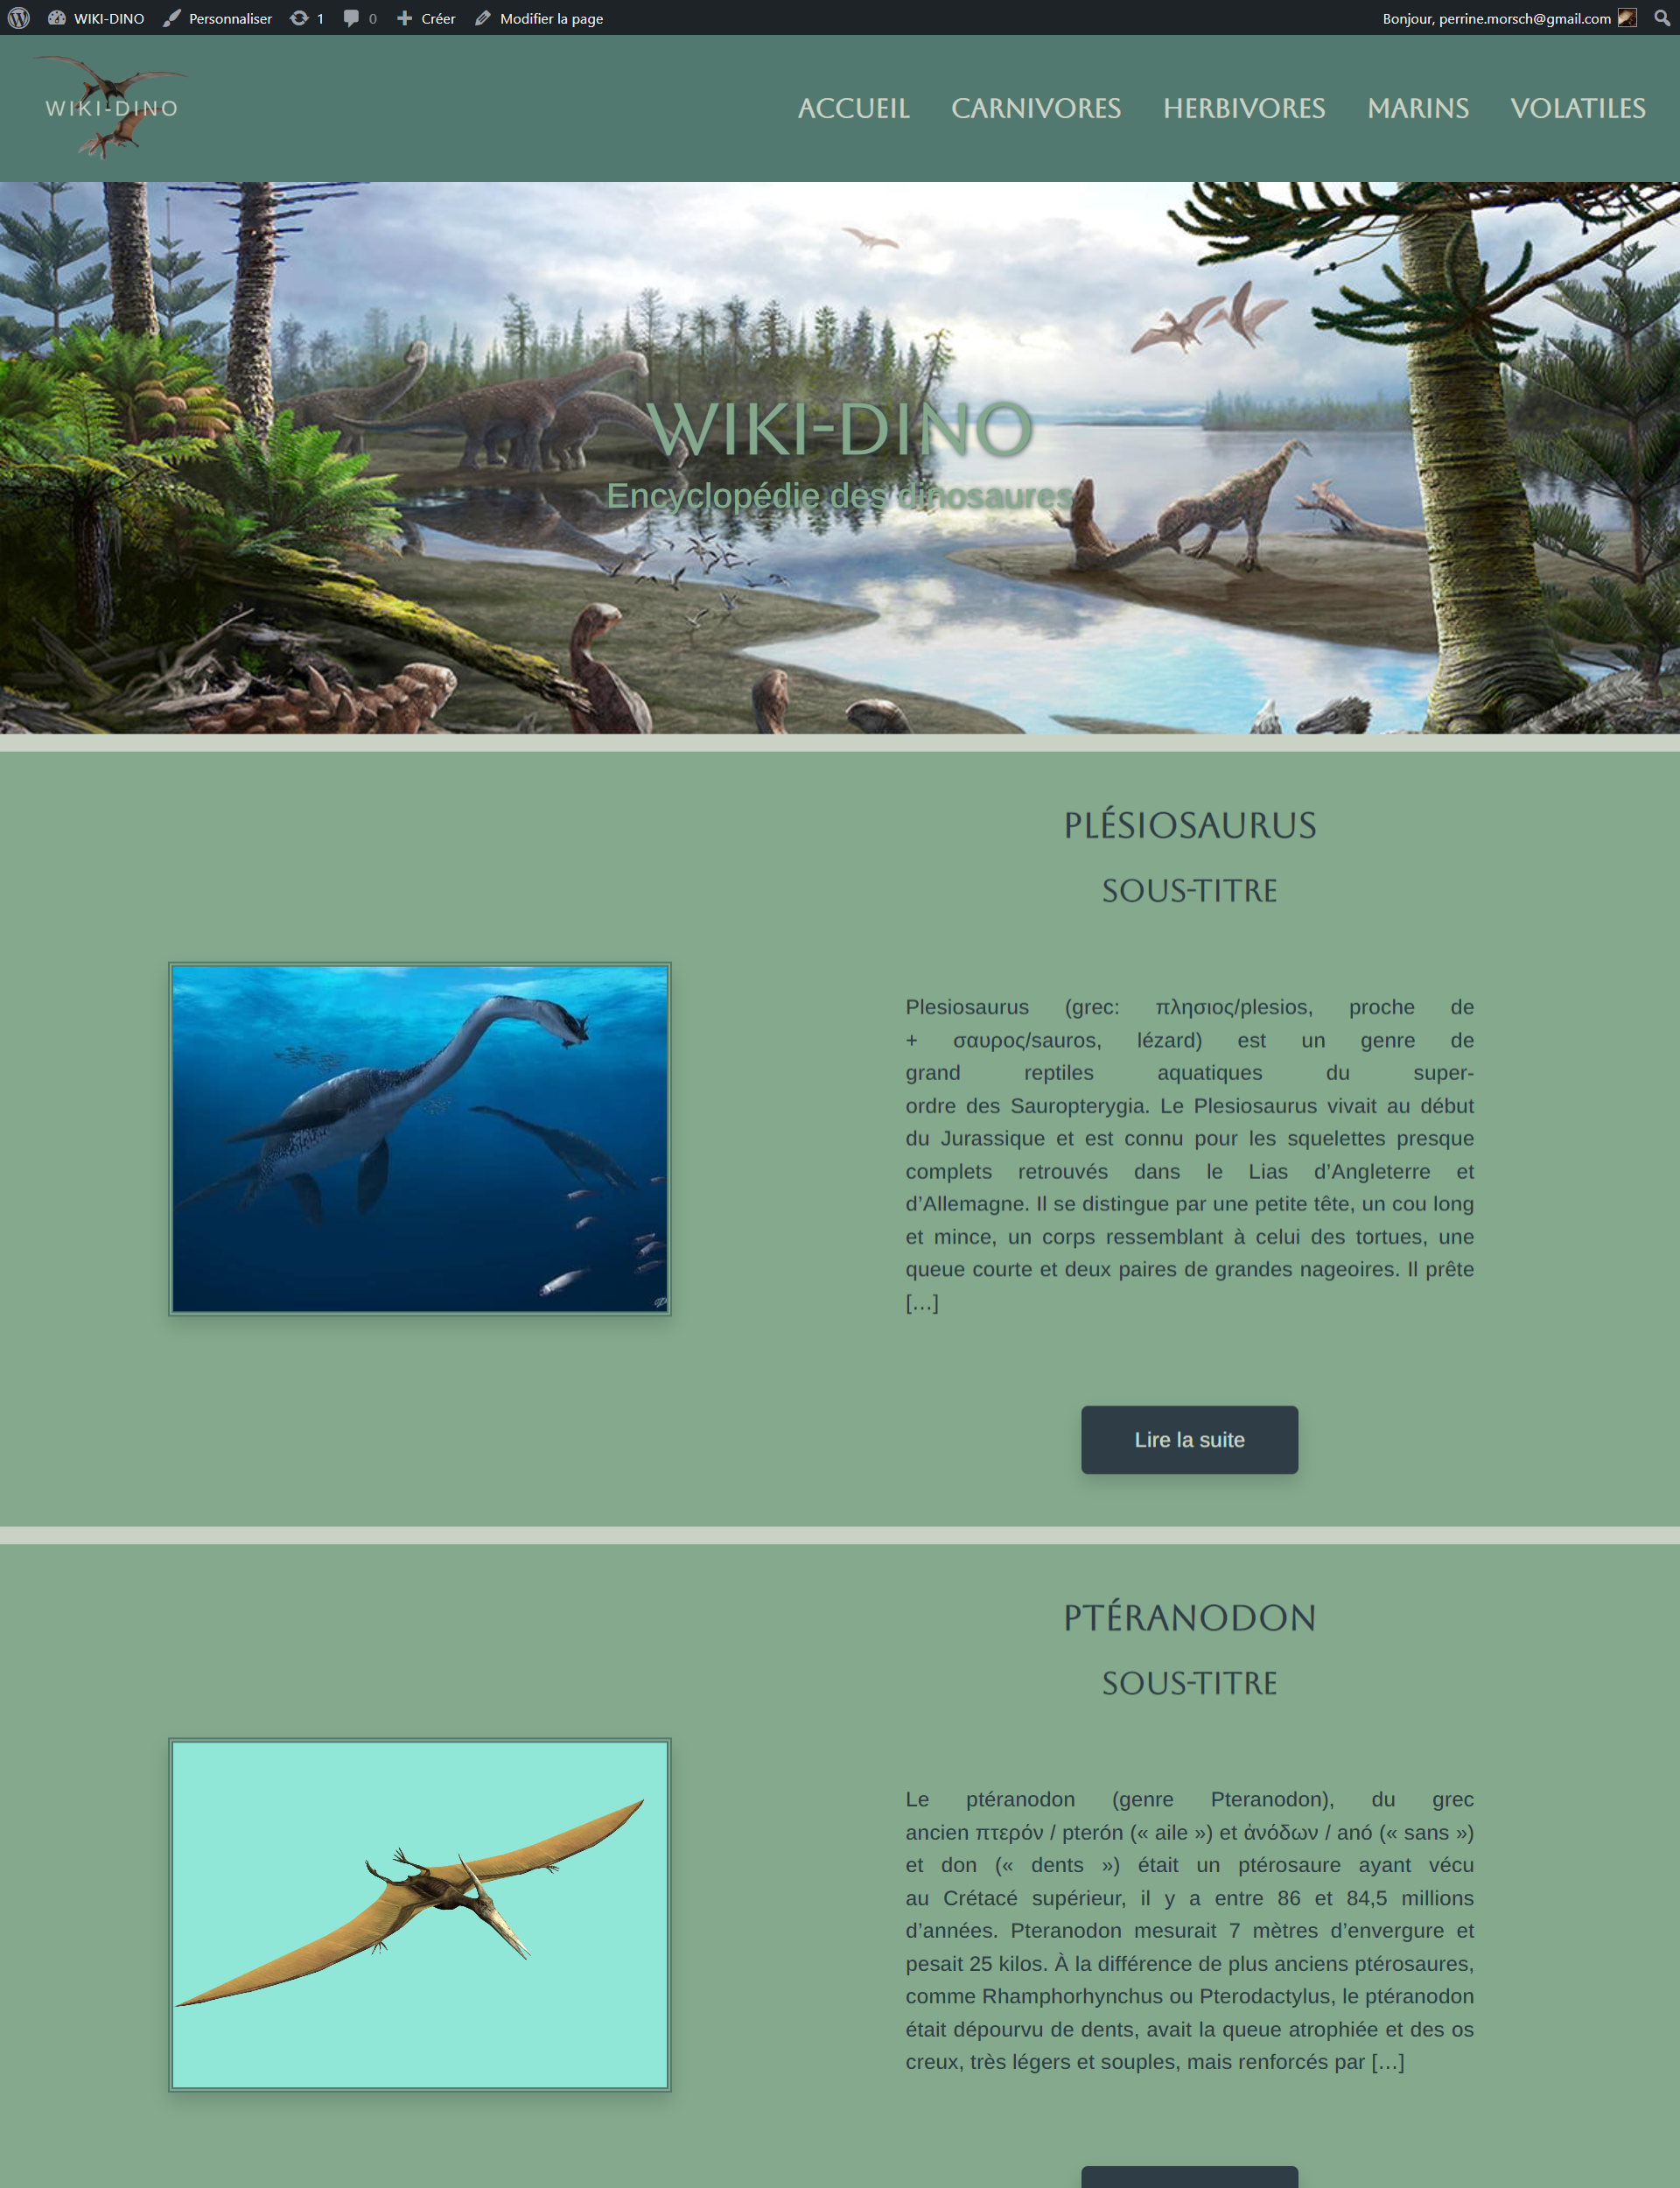 WIKI-DINO Personnaliser 1 0 Créer Modifier la page Bonjour, perrine.morsch@gmail.com
WIKI-DINO
ACCUEIL CARNIVORES HERBIVORES MARINS VOLATILES
WIKI-DINO
Encyclopédie des dinosaures
PLÉSIOSAURUS
SOUS-TITRE
Plesiosaurus (grec: πλησιος/plesios, proche de
+ σαυρος/sauros, lézard) est un genre de
grand reptiles aquatiques du super-
ordre des Sauropterygia. Le Plesiosaurus vivait au début
du Jurassique et est connu pour les squelettes presque
complets retrouvés dans le Lias d’Angleterre et
d’Allemagne. Il se distingue par une petite tête, un cou long
et mince, un corps ressemblant à celui des tortues, une
queue courte et deux paires de grandes nageoires. Il prête
[…]
Lire la suite
PTÉRANODON
SOUS-TITRE
Le ptéranodon (genre Pteranodon), du grec
ancien πτερόν / pterón (« aile ») et ἀνόδων / anó (« sans »)
et don (« dents ») était un ptérosaure ayant vécu
au Crétacé supérieur, il y a entre 86 et 84,5 millions
d’années. Pteranodon mesurait 7 mètres d’envergure et
pesait 25 kilos. À la différence de plus anciens ptérosaures,
comme Rhamphorhynchus ou Pterodactylus, le ptéranodon
était dépourvu de dents, avait la queue atrophiée et des os
creux, très légers et souples, mais renforcés par […]